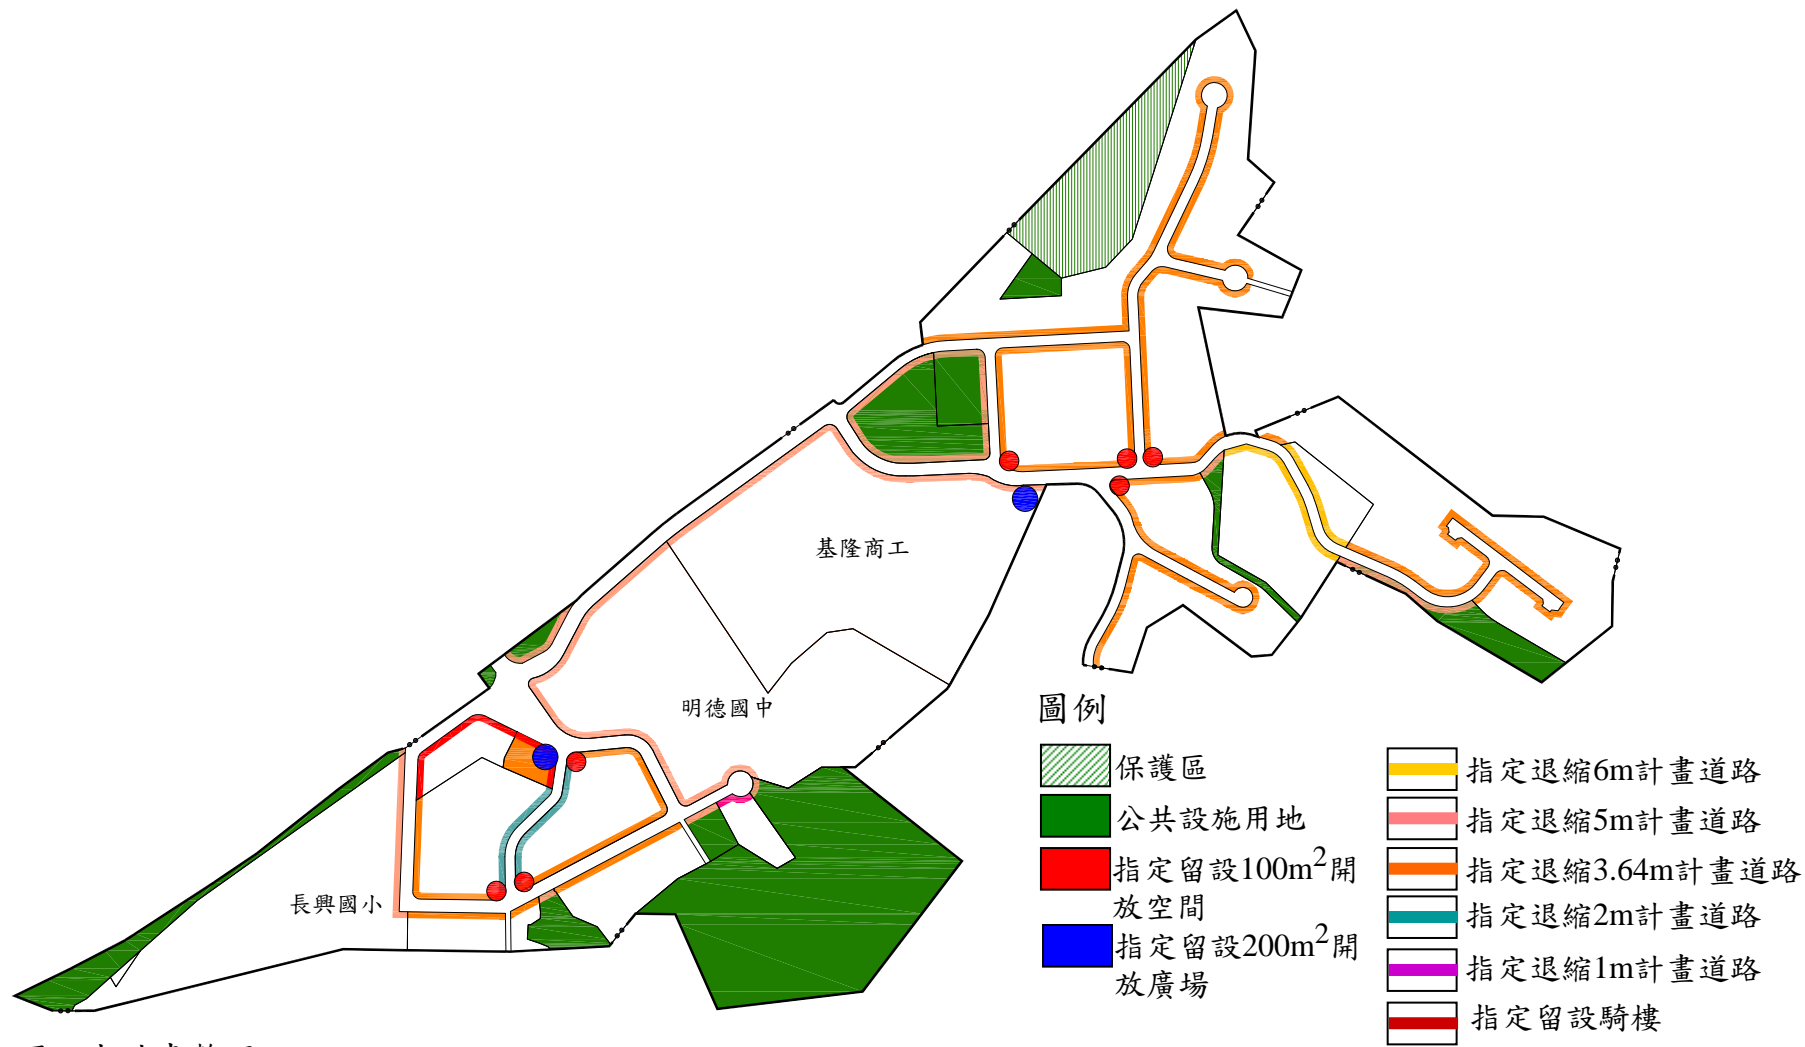 基隆商工
明德國中
長興國小
圖例
保護區
公共設施用地
指定留設100m²開
放空間
指定留設200m²開
放廣場
指定退縮6m計畫道路
指定退縮5m計畫道路
指定退縮3.64m計畫道路
指定退縮2m計畫道路
指定退縮1m計畫道路
指定留設騎樓